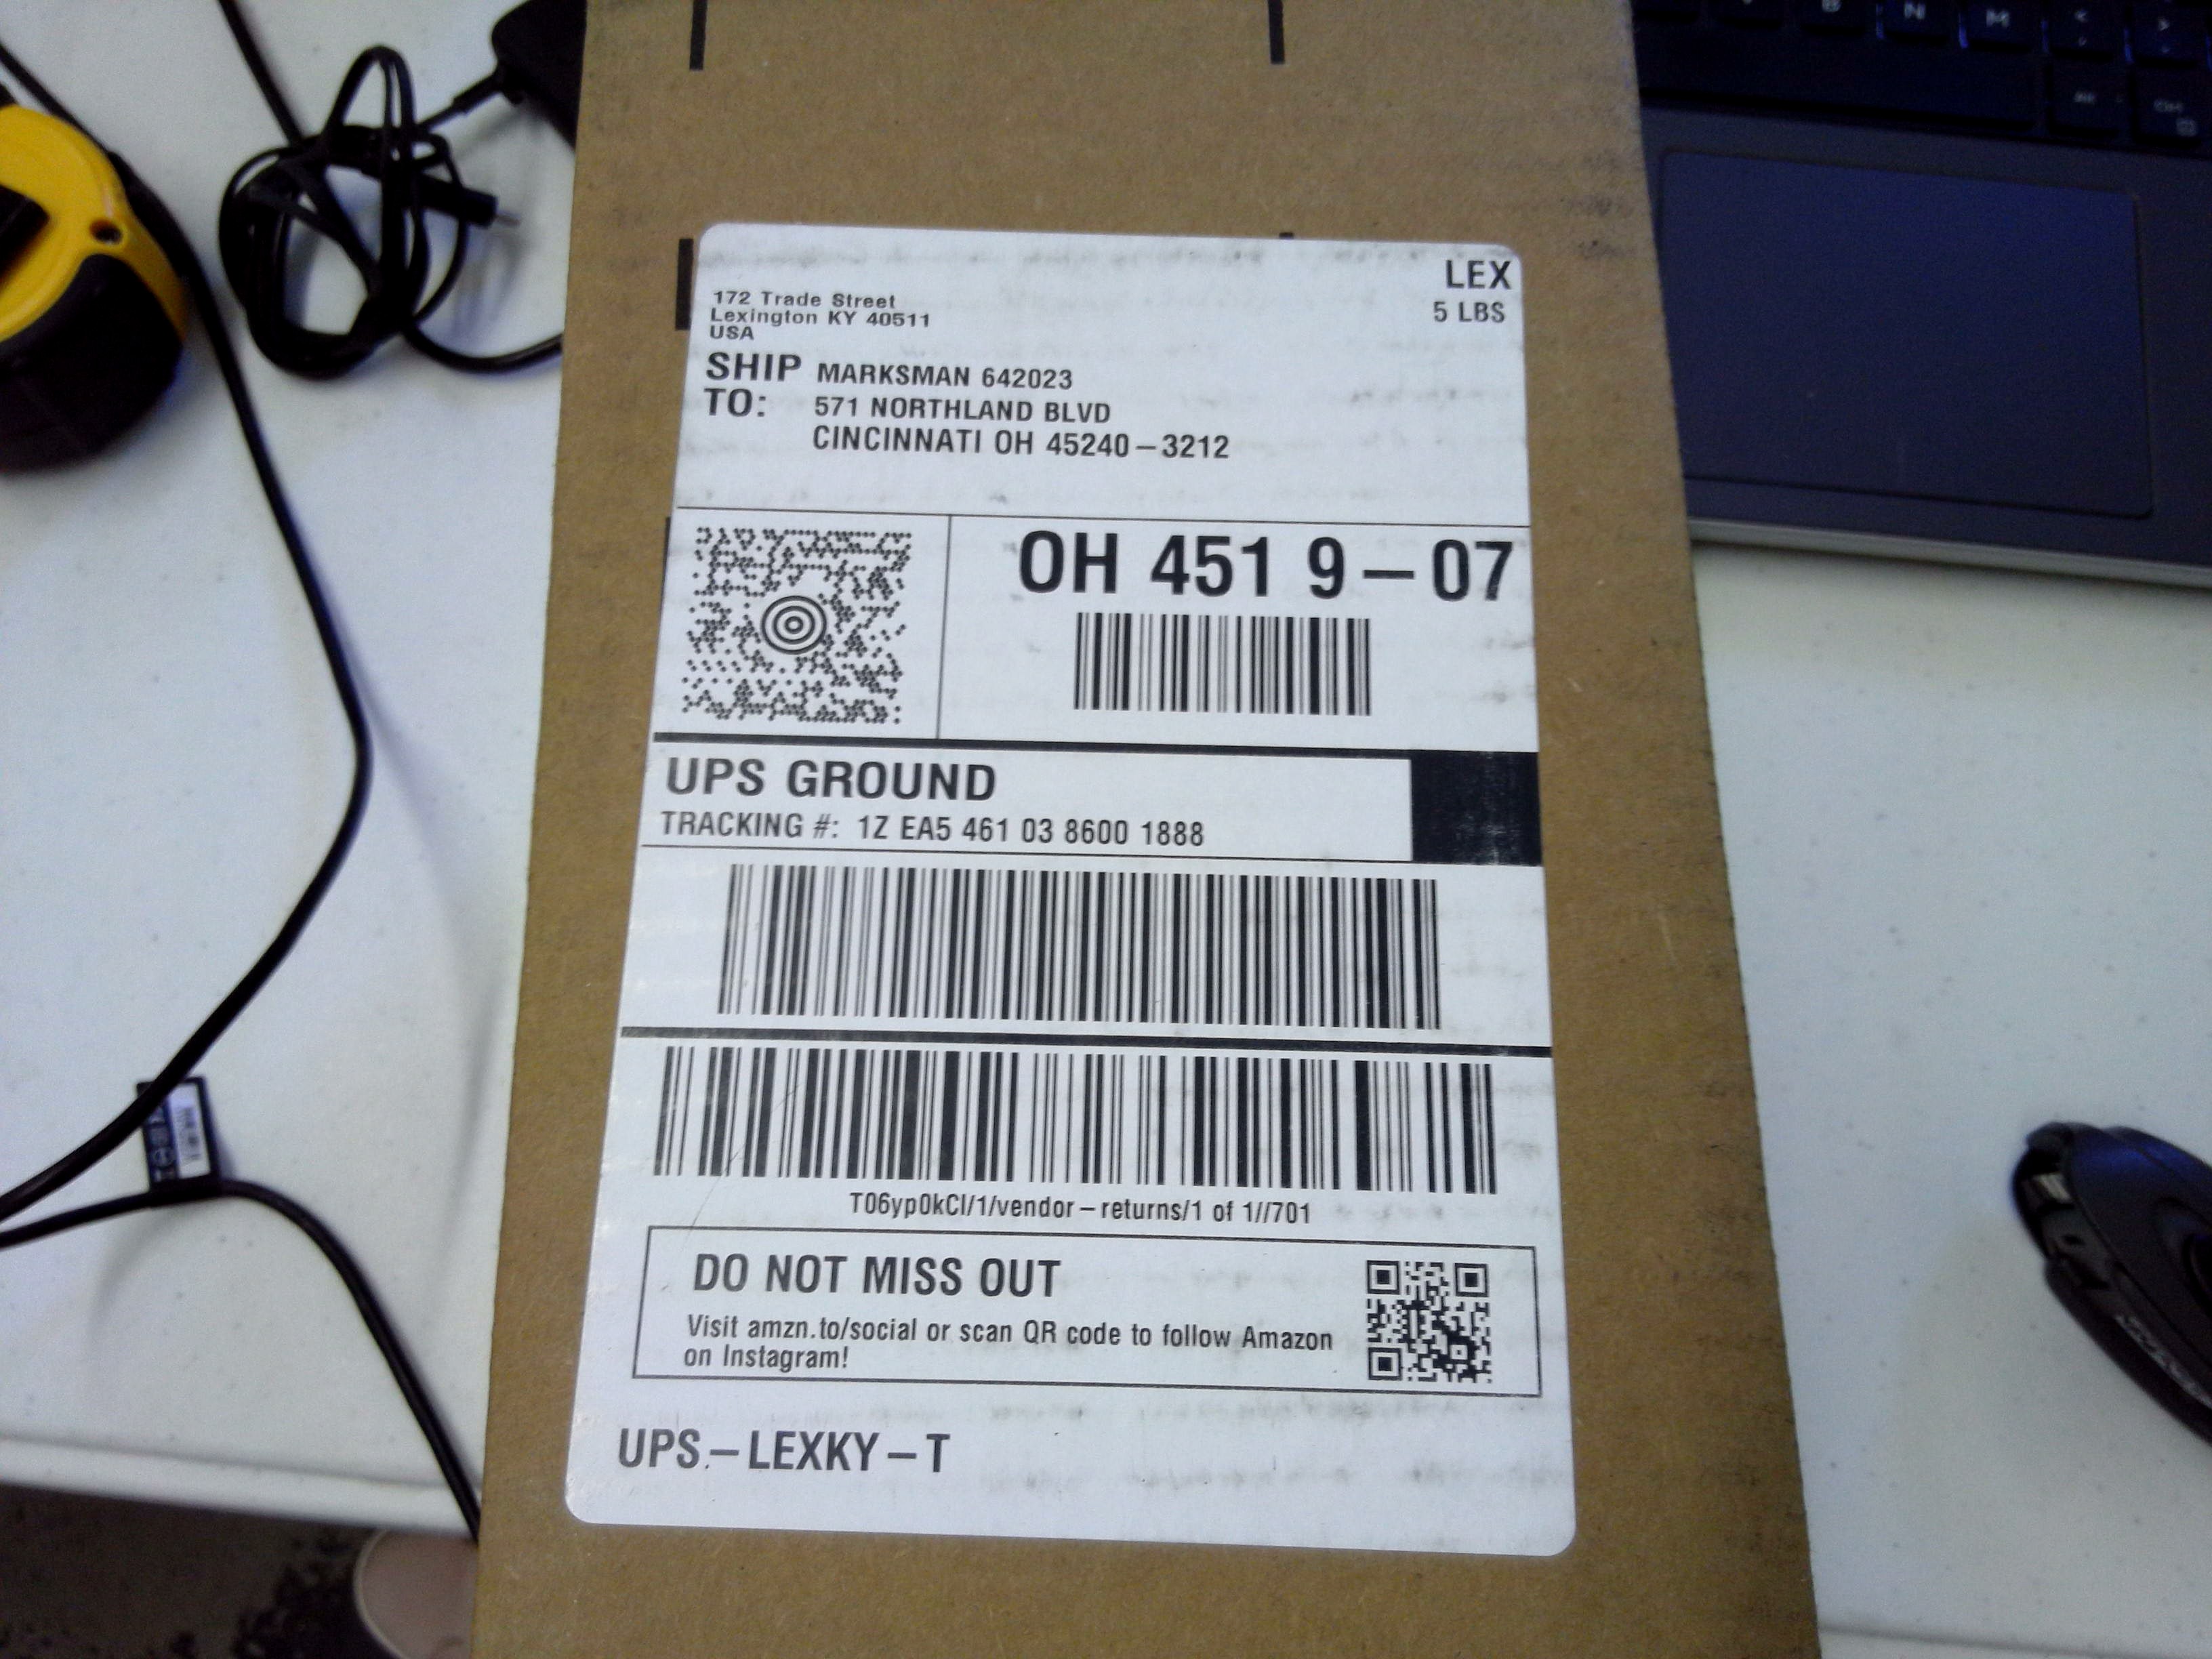 LEX
5 LBS
172 Trade Street
Lexington KY 40511
USA
SHIP TO:
MARKSMAN 642023
571 NORTHLAND BLVD
CINCINNATI OH 45240-3212
OH 451 9-07
UPS GROUND
TRACKING #: 1Z EA5 461 03 8600 1888
T06yp0kCl/1/vendor-returns/1 of 1//701
DO NOT MISS OUT
Visit amzn.to/social or scan QR code to follow Amazon
on Instagram!
UPS-LEXKY-T
B N M < >